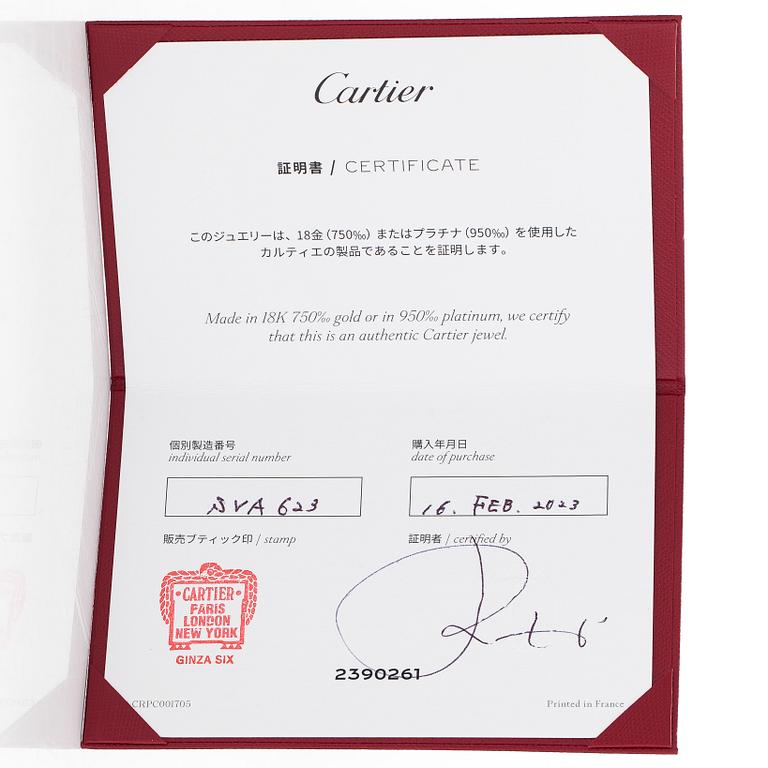 Cartier
証明書 / CERTIFICATE
このジュエリーは、18金（750‰）またはプラチナ（950‰）を使用した
カルティエの製品であることを証明します。
Made in 18K 750‰ gold or in 950‰ platinum, we certify
that this is an authentic Cartier jewel.
個別製造番号
individual serial number
購入年月日
date of purchase
SVA 623
16. FEB. 2023
販売ブティック印 / stamp
証明者 / certified by
CARTIER
PARIS
LONDON
NEW YORK
GINZA SIX
2390261
CRPC001705
Printed in France